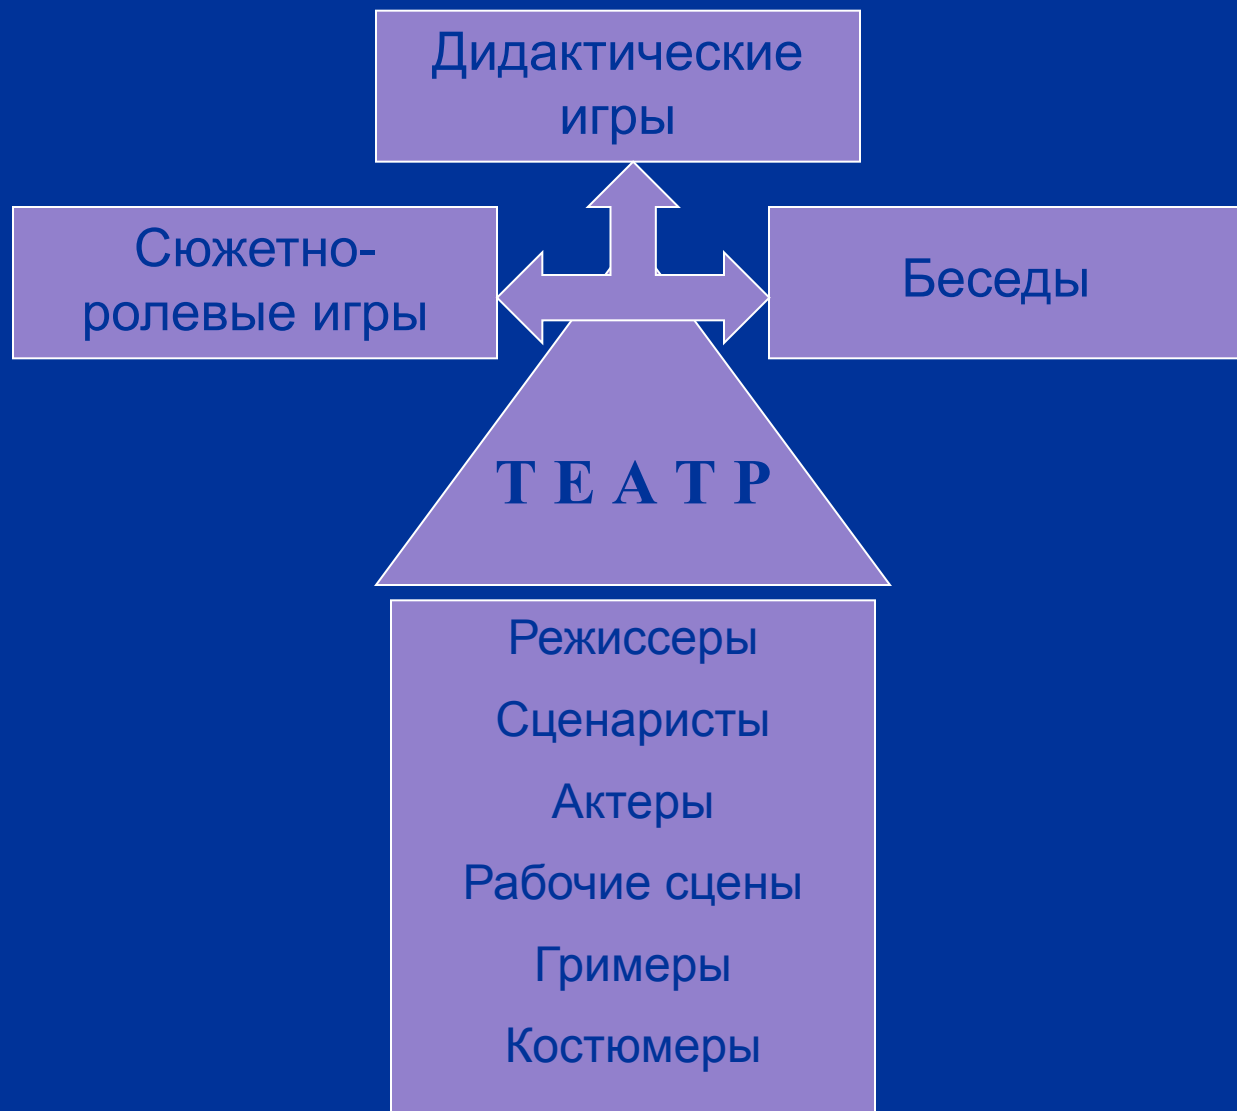 Дидактические
игры
Сюжетно-
ролевые игры
Беседы
Т Е А Т Р
Режиссеры
Сценаристы
Актеры
Рабочие сцены
Гримеры
Костюмеры